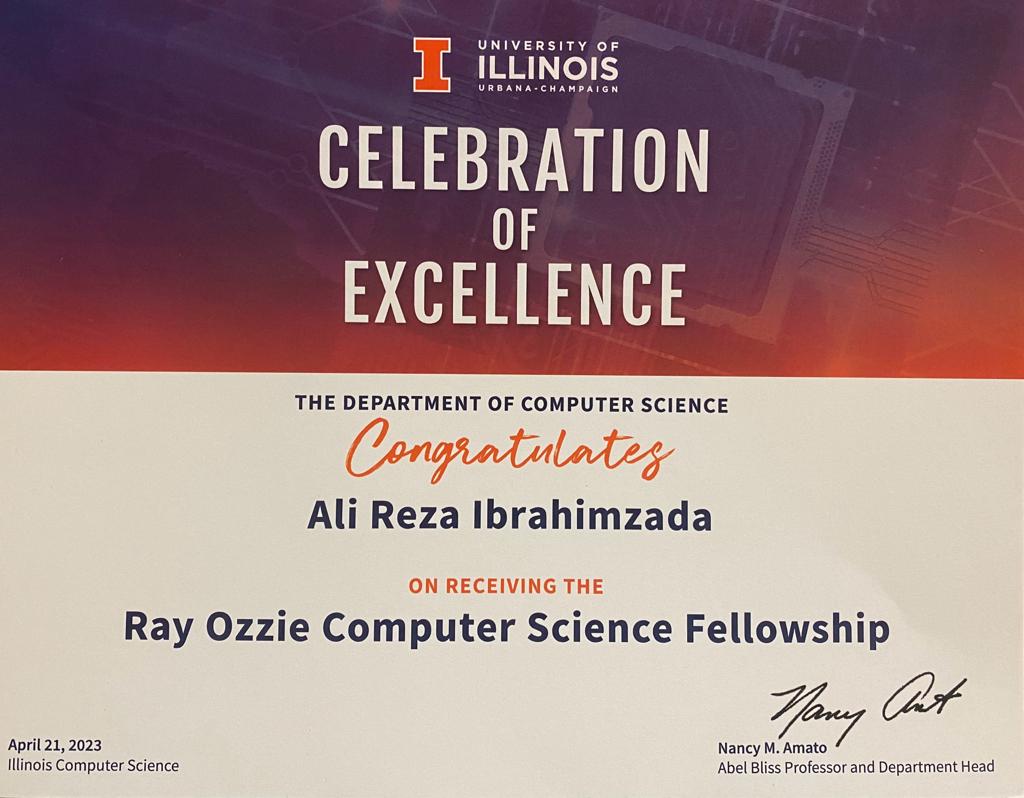 UNIVERSITY OF
ILLINOIS
URBANA-CHAMPAIGN
CELEBRATION
OF
EXCELLENCE
THE DEPARTMENT OF COMPUTER SCIENCE
Congratulates
Ali Reza Ibrahimzada
ON RECEIVING THE
Ray Ozzie Computer Science Fellowship
Nancy Amat
April 21, 2023
Illinois Computer Science
Nancy M. Amato
Abel Bliss Professor and Department Head